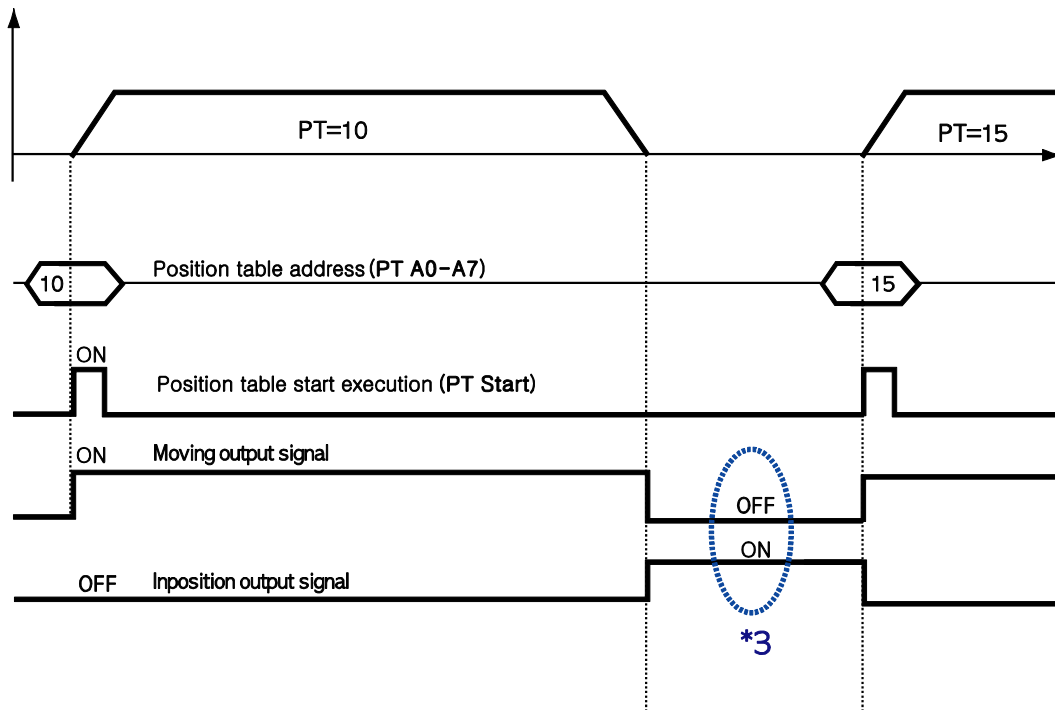 PT=10
PT=15
Position table address (PT A0-A7)
10
15
ON
Position table start execution (PT Start)
ON
Moving output signal
OFF
ON
OFF
Inposition output signal
*3